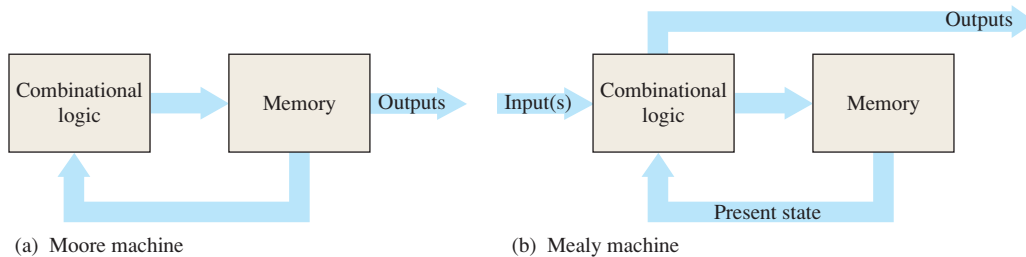 Combinational
logic
Memory
Outputs
(a) Moore machine
Outputs
Input(s)
Combinational
logic
Memory
Present state
(b) Mealy machine